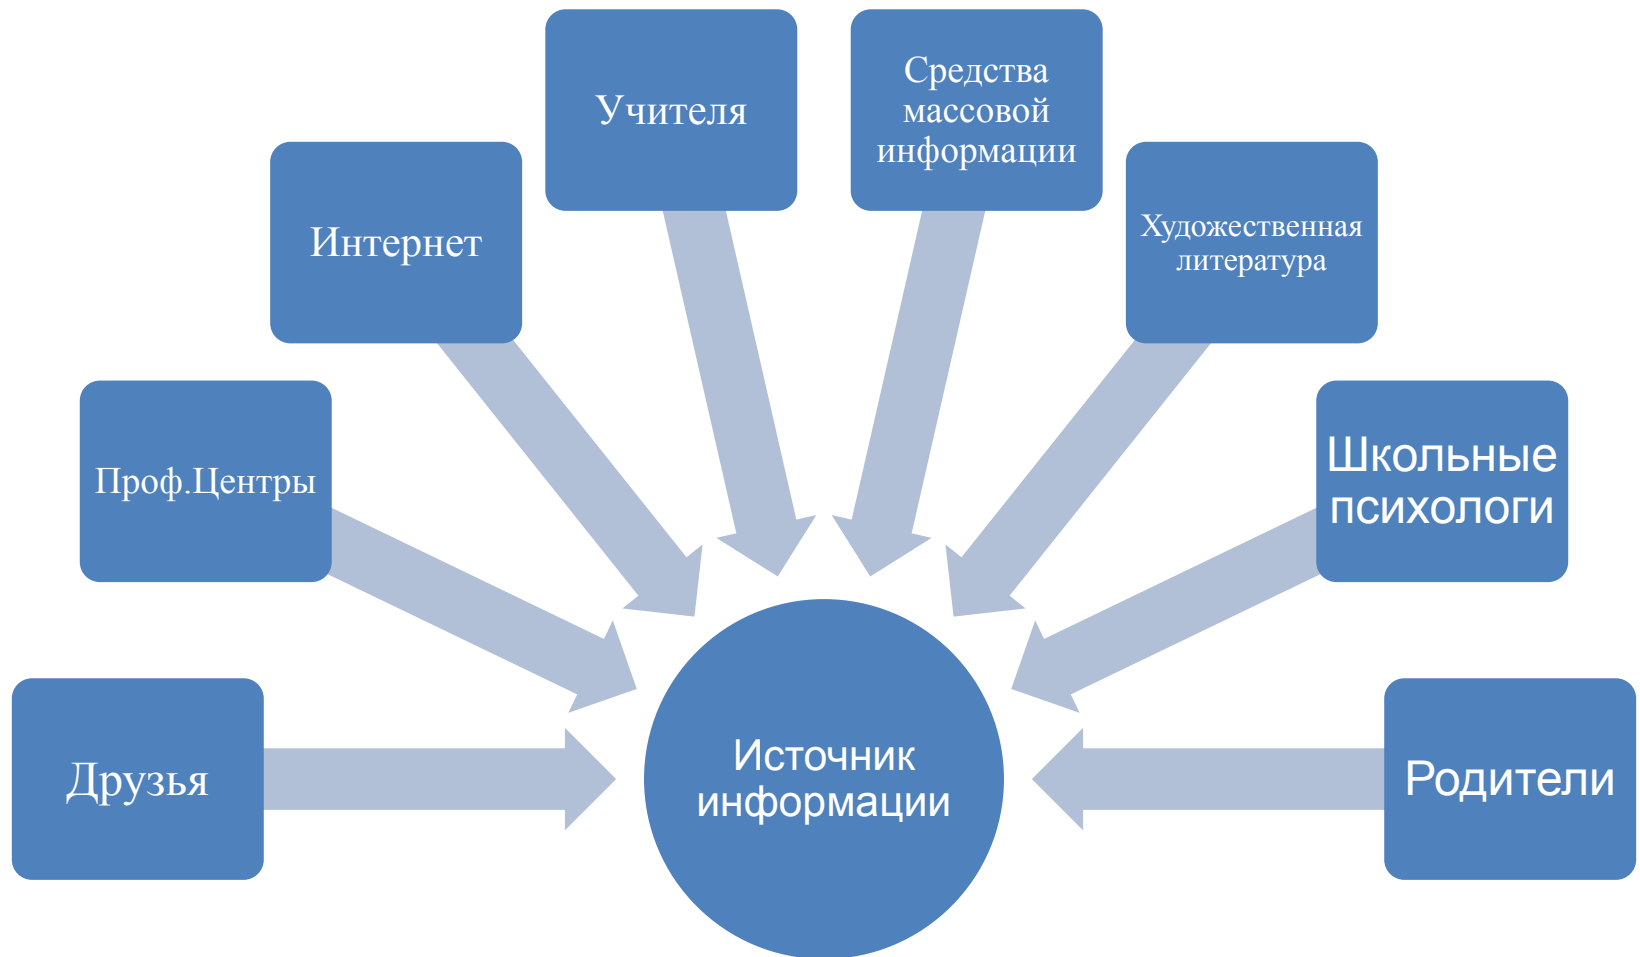 Учителя
Средства
массовой
информации
Интернет
Художественная
литература
Проф.Центры
Школьные
психологи
Друзья
Источник
информации
Родители